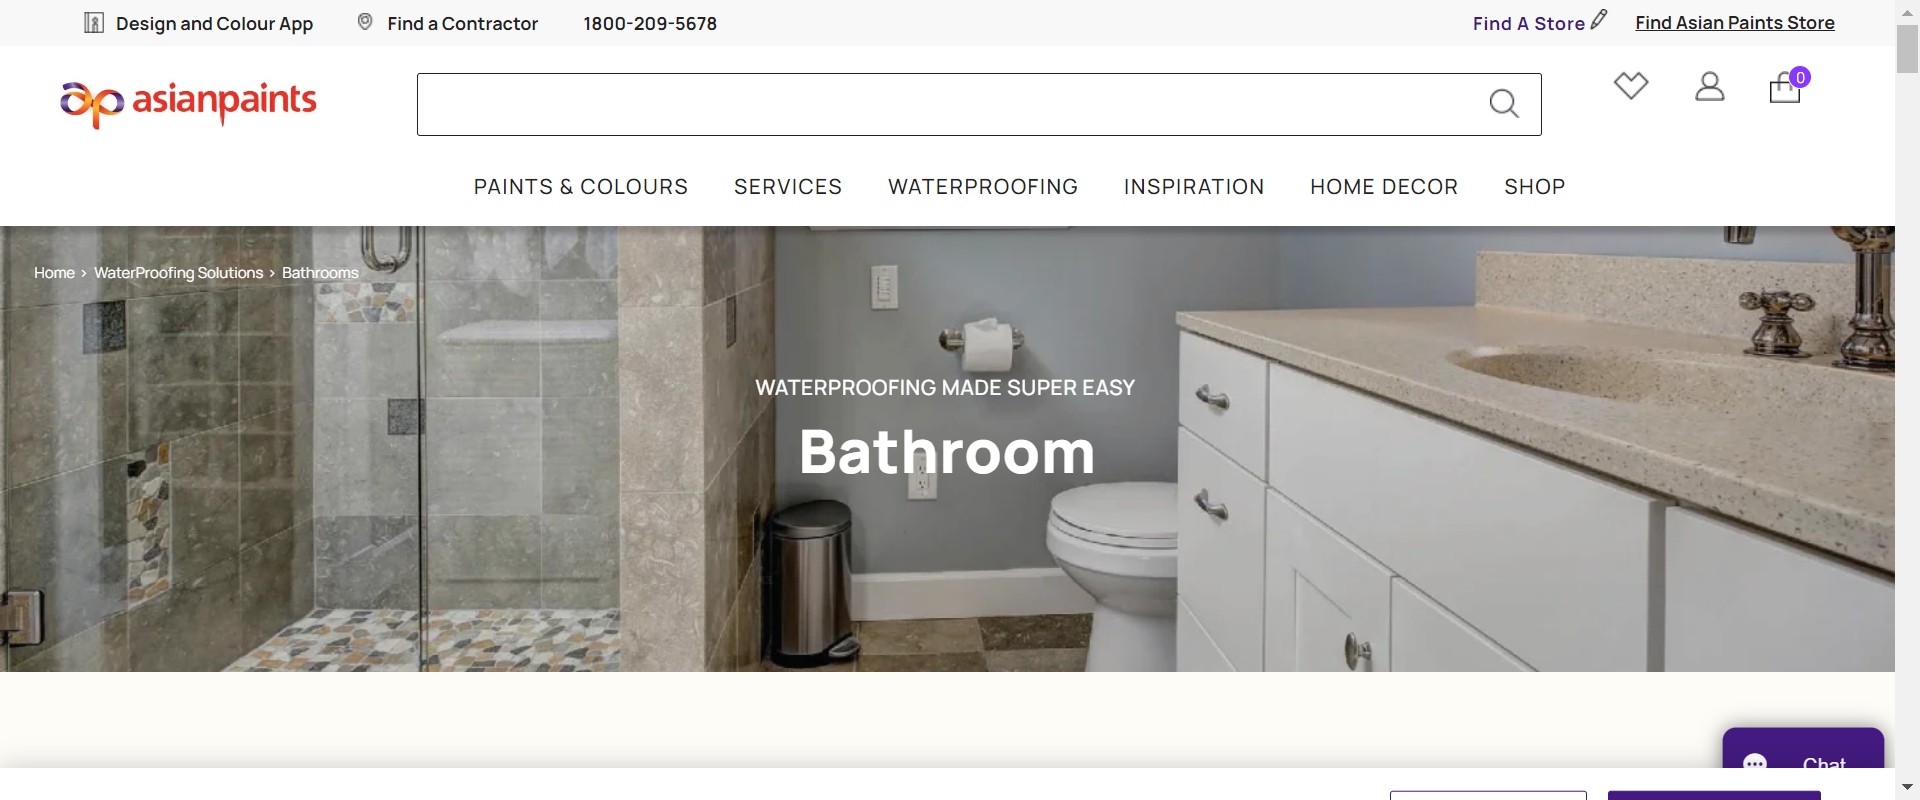 Design and Colour App
Find a Contractor
1800-209-5678
Find A Store
Find Asian Paints Store
ap asianpaints
0
PAINTS & COLOURS
SERVICES
WATERPROOFING
INSPIRATION
HOME DECOR
SHOP
Home › WaterProofing Solutions › Bathrooms
WATERPROOFING MADE SUPER EASY
Bathroom
Chat